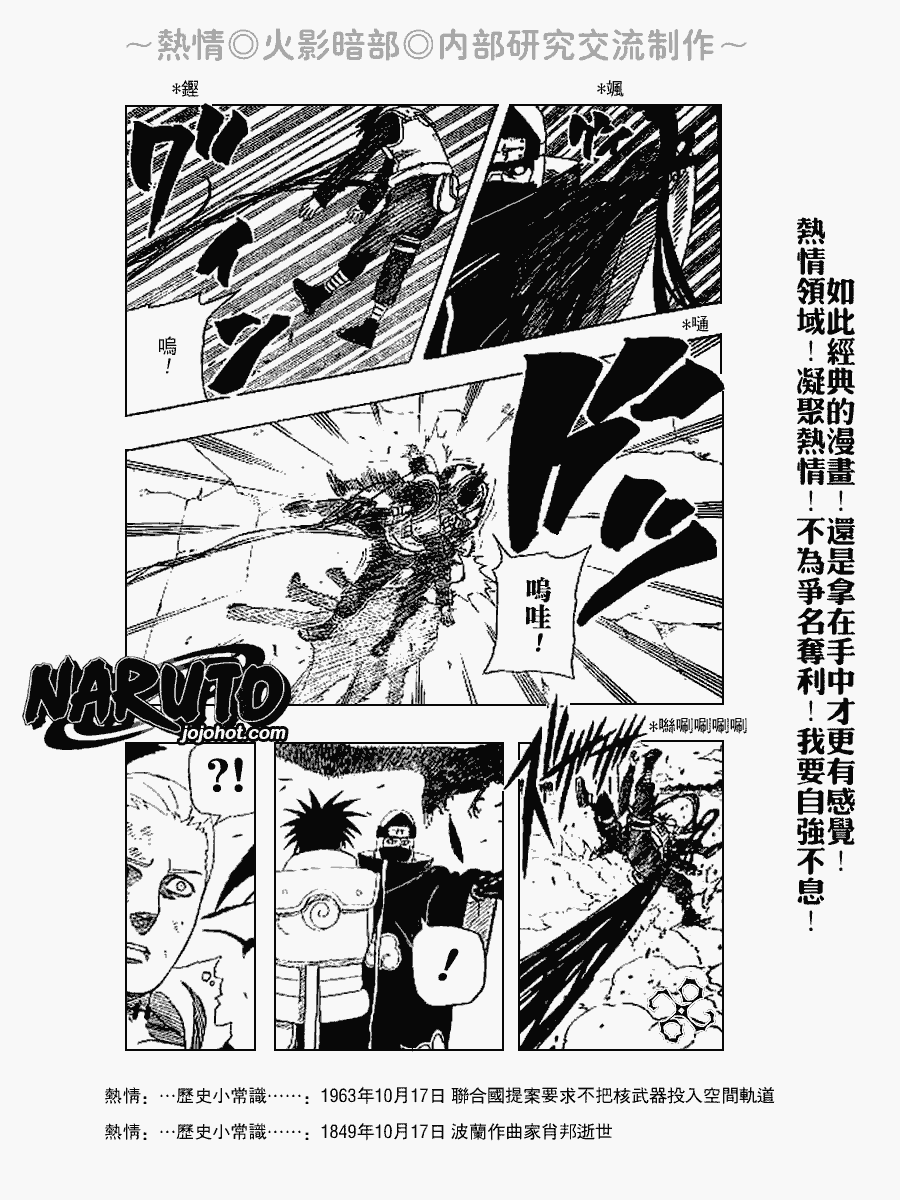 ～熱情◎火影暗部◎内部研究交流制作～
*鏗
*颯
グッ
グイ
グン
嗚！
*嗵
ドドッ
嗚哇！
如此經典的漫畫！還是拿在手中才更有感覺！
熱情領域！凝聚熱情！不為爭名奪利！我要自強不息！
NARUTO
jojohot.com
*噝唰唰唰唰
?!
!
熱情：…歷史小常識……：1963年10月17日 聯合國提案要求不把核武器投入空間軌道
熱情：…歷史小常識……：1849年10月17日 波蘭作曲家肖邦逝世